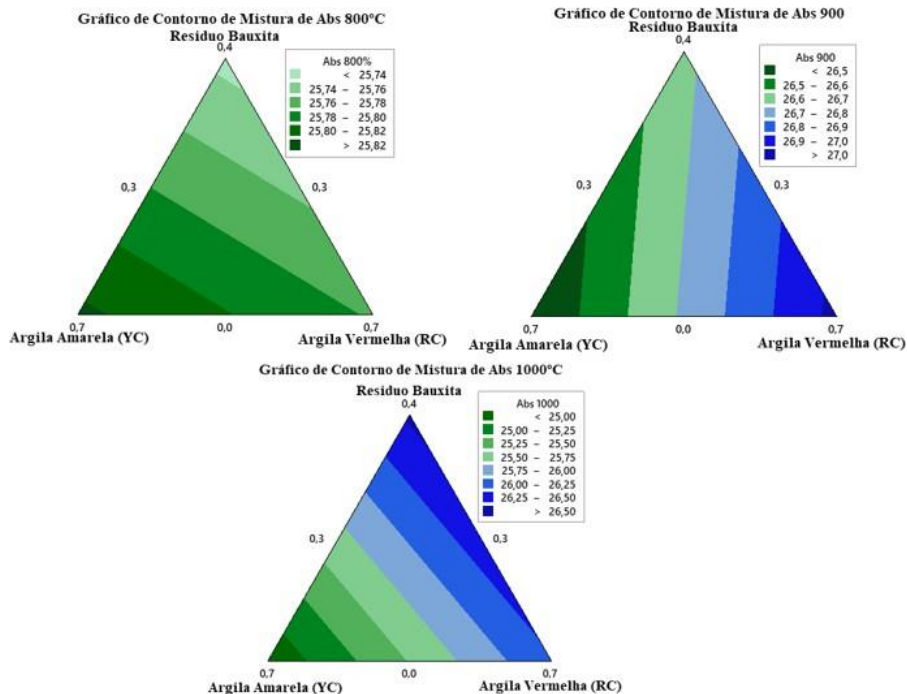 Gráfico de Contorno de Mistura de Abs 800ºC
Residuo Bauxita
0,4
Abs 800%
< 25,74
25,74 – 25,76
25,76 – 25,78
25,78 – 25,80
25,80 – 25,82
> 25,82
0,3
0,3
0,7
0,0
0,7
Argila Amarela (YC)
Argila Vermelha (RC)
Gráfico de Contorno de Mistura de Abs 900
Residuo Bauxita
0,4
Abs 900
< 26,5
26,5 – 26,6
26,6 – 26,7
26,7 – 26,8
26,8 – 26,9
26,9 – 27,0
> 27,0
0,3
0,3
0,7
0,0
0,7
Argila Amarela (YC)
Argila Vermelha (RC)
Gráfico de Contorno de Mistura de Abs 1000ºC
Residuo Bauxita
0,4
Abs 1000
< 25,00
25,00 – 25,25
25,25 – 25,50
25,50 – 25,75
25,75 – 26,00
26,00 – 26,25
26,25 – 26,50
> 26,50
0,3
0,3
0,7
0,0
0,7
Argila Amarela (YC)
Argila Vermelha (RC)